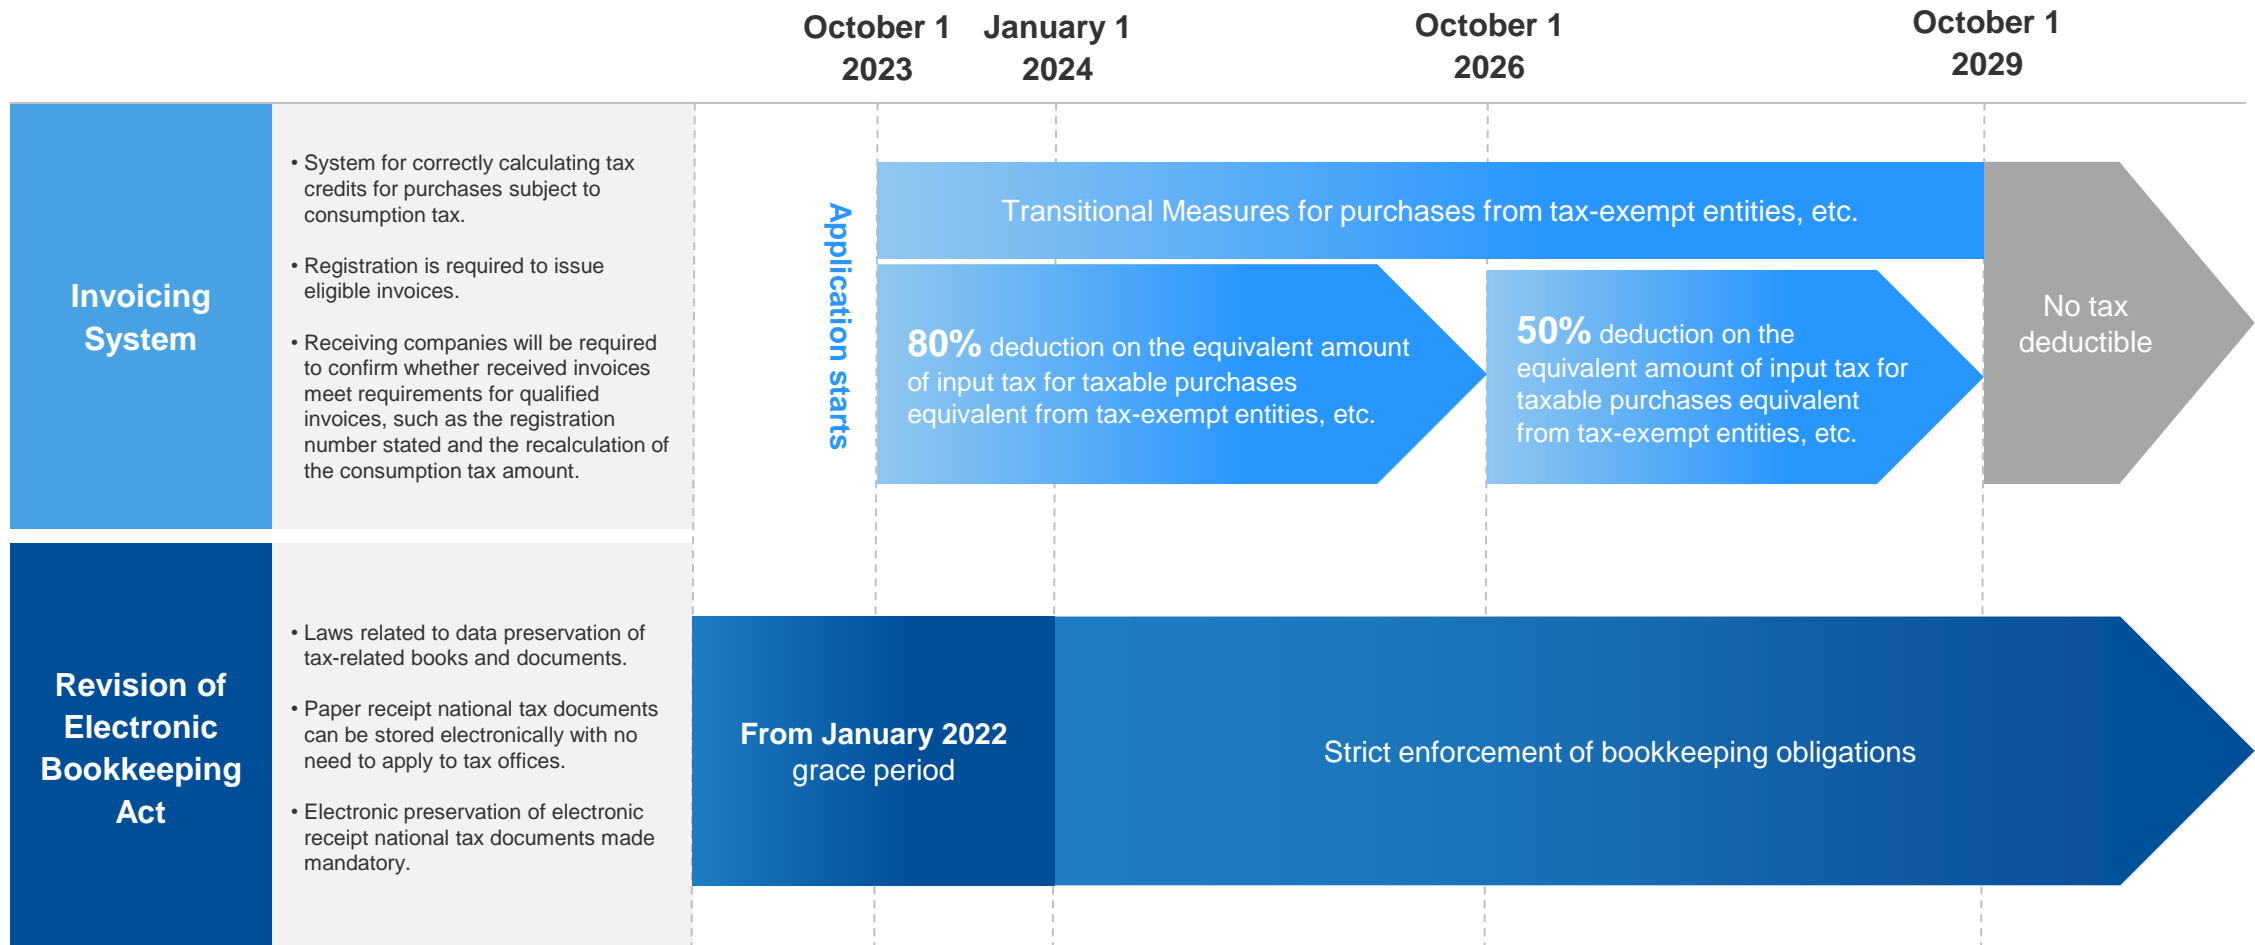 October 1
2023
January 1
2024
October 1
2026
October 1
2029
Invoicing
System
• System for correctly calculating tax
credits for purchases subject to
consumption tax.
• Registration is required to issue
eligible invoices.
• Receiving companies will be required
to confirm whether received invoices
meet requirements for qualified
invoices, such as the registration
number stated and the recalculation of
the consumption tax amount.
Application starts
Transitional Measures for purchases from tax-exempt entities, etc.
80% deduction on the equivalent amount
of input tax for taxable purchases
equivalent from tax-exempt entities, etc.
50% deduction on the
equivalent amount of input tax for
taxable purchases equivalent
from tax-exempt entities, etc.
No tax
deductible
Revision of
Electronic
Bookkeeping
Act
• Laws related to data preservation of
tax-related books and documents.
• Paper receipt national tax documents
can be stored electronically with no
need to apply to tax offices.
• Electronic preservation of electronic
receipt national tax documents made
mandatory.
From January 2022
grace period
Strict enforcement of bookkeeping obligations